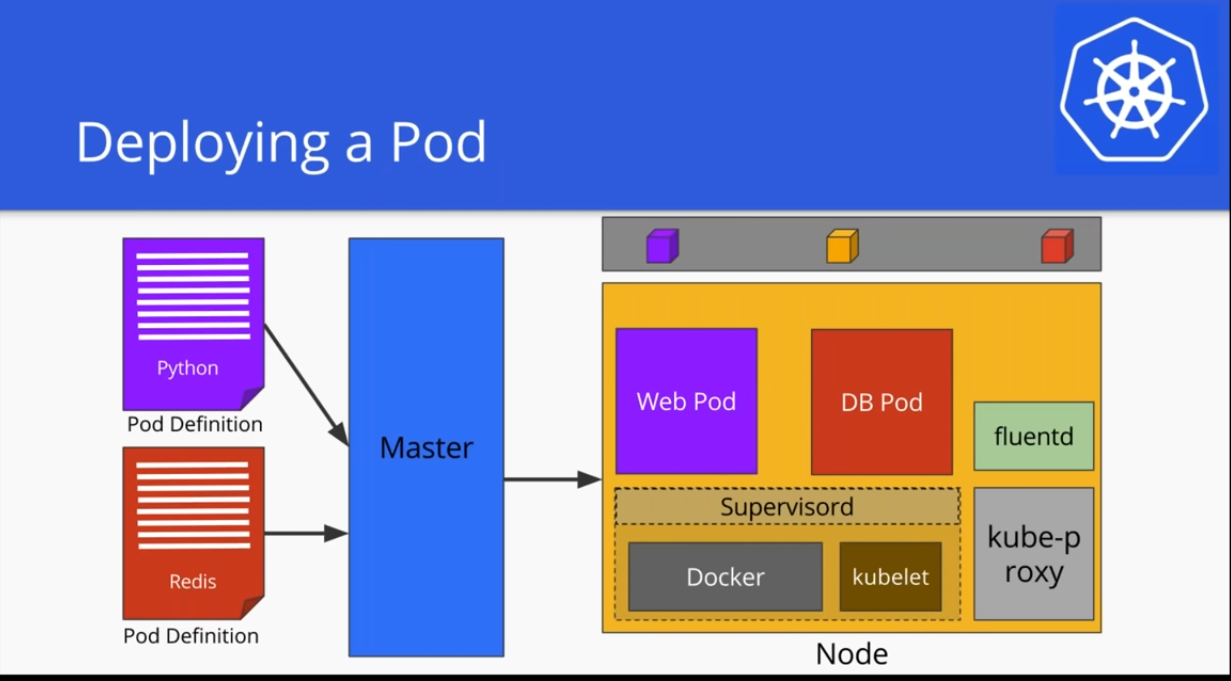 Deploying a Pod
Python
Pod Definition
Redis
Pod Definition
Master
Web Pod
DB Pod
fluentd
Supervisord
Docker
kubelet
kube-p
roxy
Node